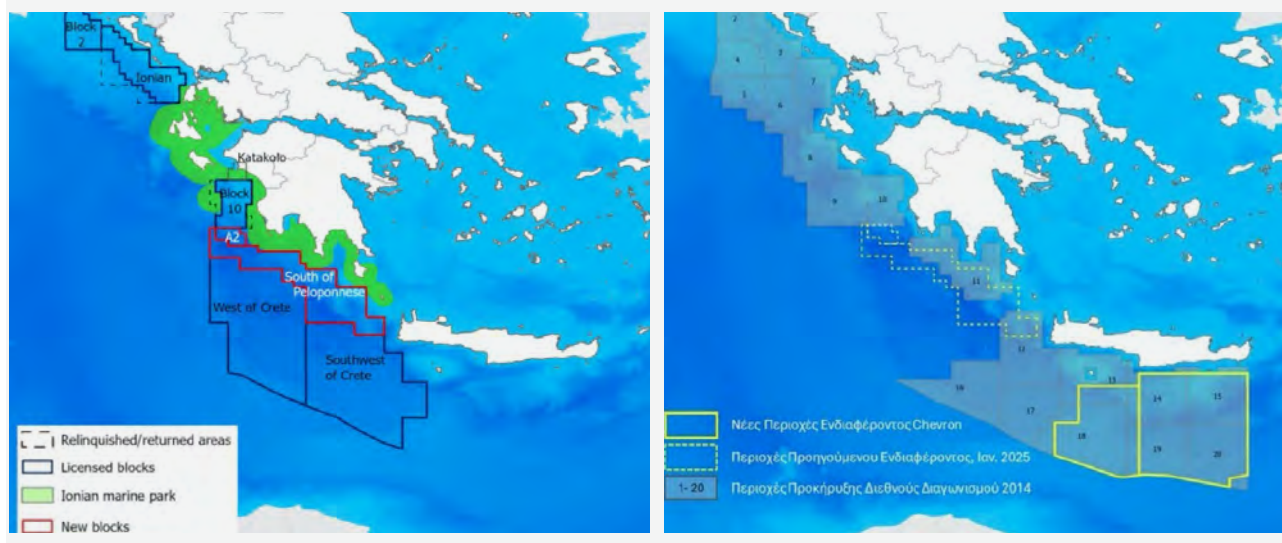 Block
2
Ionian
Katakolo
Block
10
A2
South of
Peloponnese
West of Crete
Southwest
of Crete
Relinquished/returned areas
Licensed blocks
Ionian marine park
New blocks
2
4
7
5
6
8
9
10
11
12
13
14
15
16
17
18
19
20
Νέες Περιοχές Ενδιαφέροντος Chevron
Περιοχές Προηγούμενου Ενδιαφέροντος, Ιαν. 2025
1- 20 Περιοχές Προκήρυξης Διεθνούς Διαγωνισμού 2014